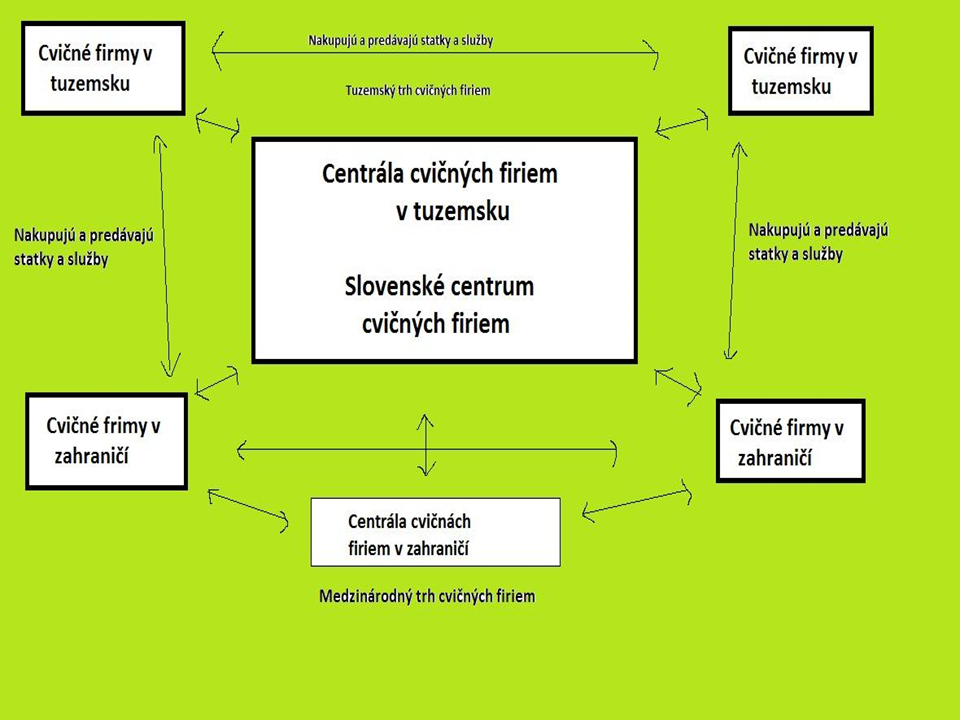 Cvičné firmy v
tuzemsku
Nakupujú a predávajú statky a služby
Tuzemský trh cvičných firiem
Cvičné firmy v
tuzemsku
Centrála cvičných firiem
v tuzemsku
Slovenské centrum
cvičných firiem
Nakupujú a predávajú
statky a služby
Nakupujú a predávajú
statky a služby
Cvičné frimy v
zahraničí
Cvičné firmy v
zahraničí
Centrála cvičnách
firiem v zahraničí
Medzinárodný trh cvičných firiem